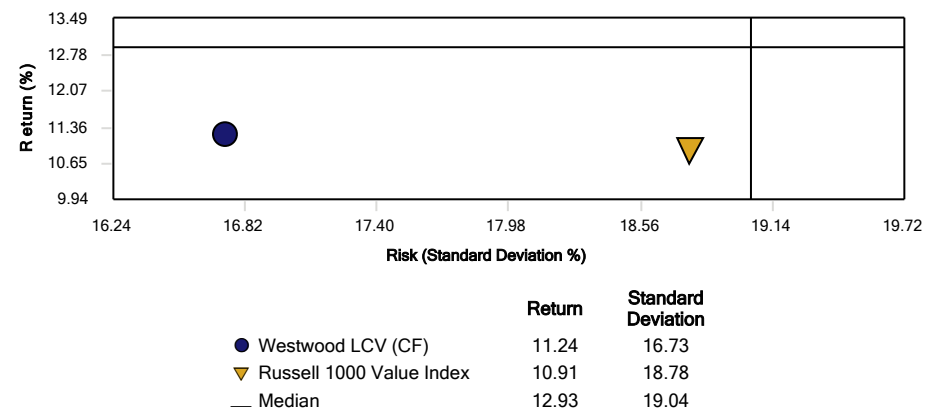 13.49
12.78
12.07
11.36
10.65
9.94
Return (%)
16.24 16.82 17.40 17.98 18.56 19.14 19.72
Risk (Standard Deviation %)
Return Standard Deviation
Westwood LCV (CF) 11.24 16.73
Russell 1000 Value Index 10.91 18.78
Median 12.93 19.04